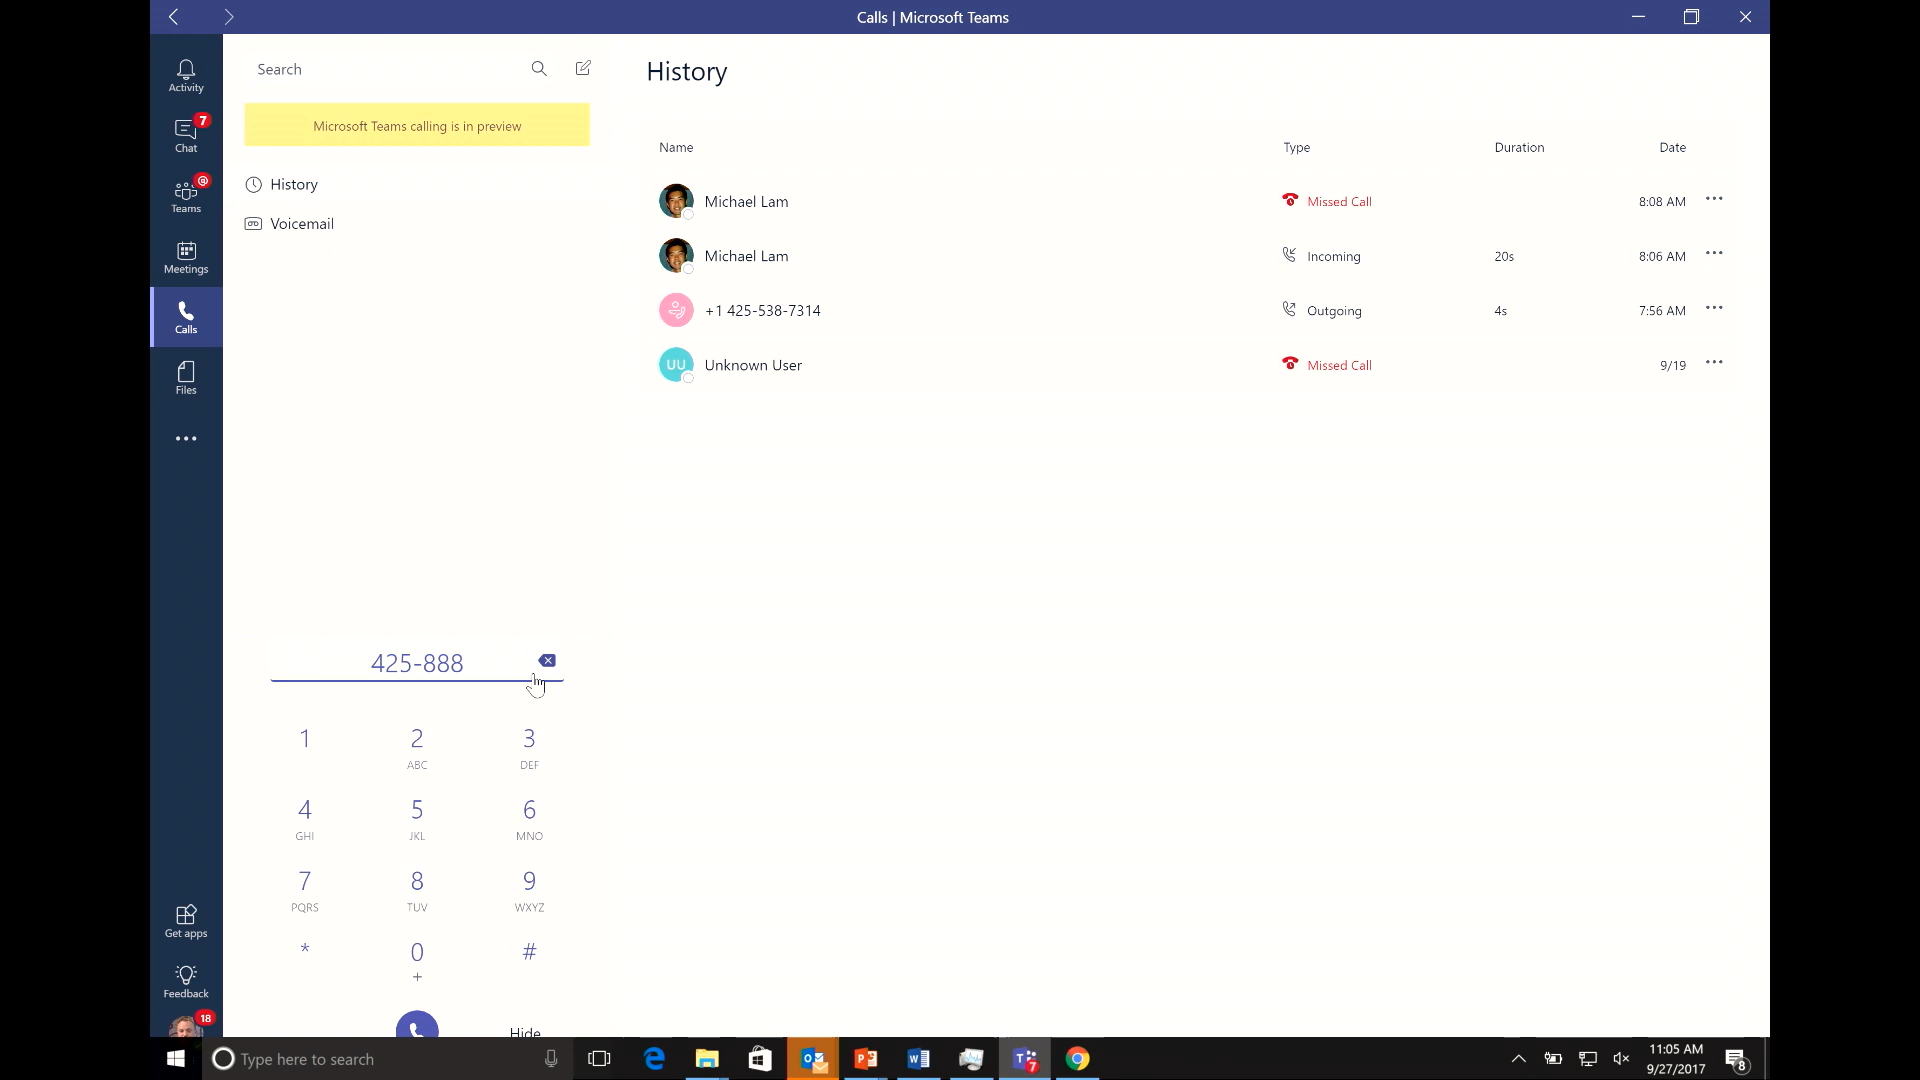 Calls | Microsoft Teams
Activity
7
Chat
@
Teams
Meetings
Calls
Files
Get apps
Feedback
18
Search
Microsoft Teams calling is in preview
History
Voicemail
425-888
1
2
3
ABC
DEF
4
5
6
GHI
JKL
MNO
7
8
9
PQRS
TUV
WXYZ
*
0
#
+
Hide
History
Name Type Duration Date
Michael Lam Missed Call 8:08 AM
Michael Lam Incoming 20s 8:06 AM
+1 425-538-7314 Outgoing 4s 7:56 AM
UU Unknown User Missed Call 9/19
Type here to search
7
11:05 AM
9/27/2017
8